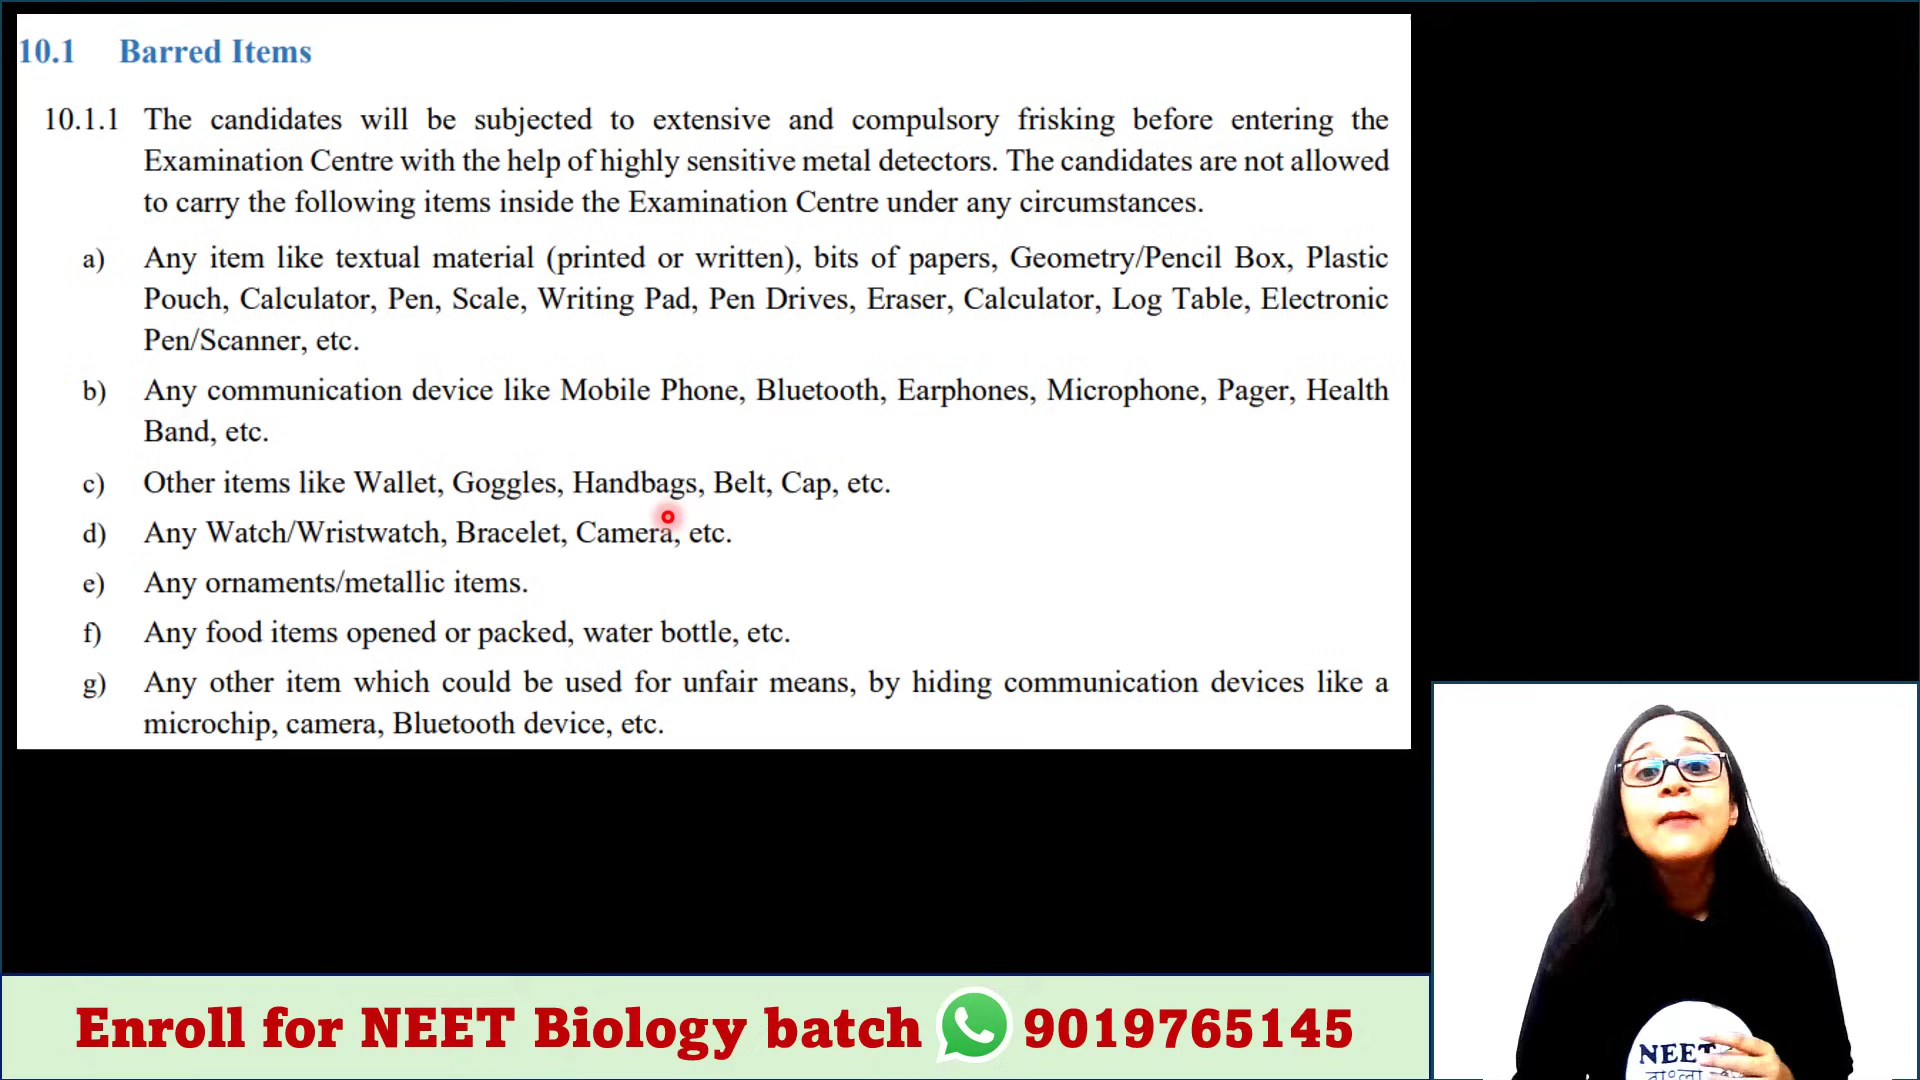 10.1 Barred Items
10.1.1 The candidates will be subjected to extensive and compulsory frisking before entering the
Examination Centre with the help of highly sensitive metal detectors. The candidates are not allowed
to carry the following items inside the Examination Centre under any circumstances.
a) Any item like textual material (printed or written), bits of papers, Geometry/Pencil Box, Plastic
Pouch, Calculator, Pen, Scale, Writing Pad, Pen Drives, Eraser, Calculator, Log Table, Electronic
Pen/Scanner, etc.
b) Any communication device like Mobile Phone, Bluetooth, Earphones, Microphone, Pager, Health
Band, etc.
c) Other items like Wallet, Goggles, Handbags, Belt, Cap, etc.
d) Any Watch/Wristwatch, Bracelet, Camera, etc.
e) Any ornaments/metallic items.
f) Any food items opened or packed, water bottle, etc.
g) Any other item which could be used for unfair means, by hiding communication devices like a
microchip, camera, Bluetooth device, etc.
Enroll for NEET Biology batch 9019765145
NEET